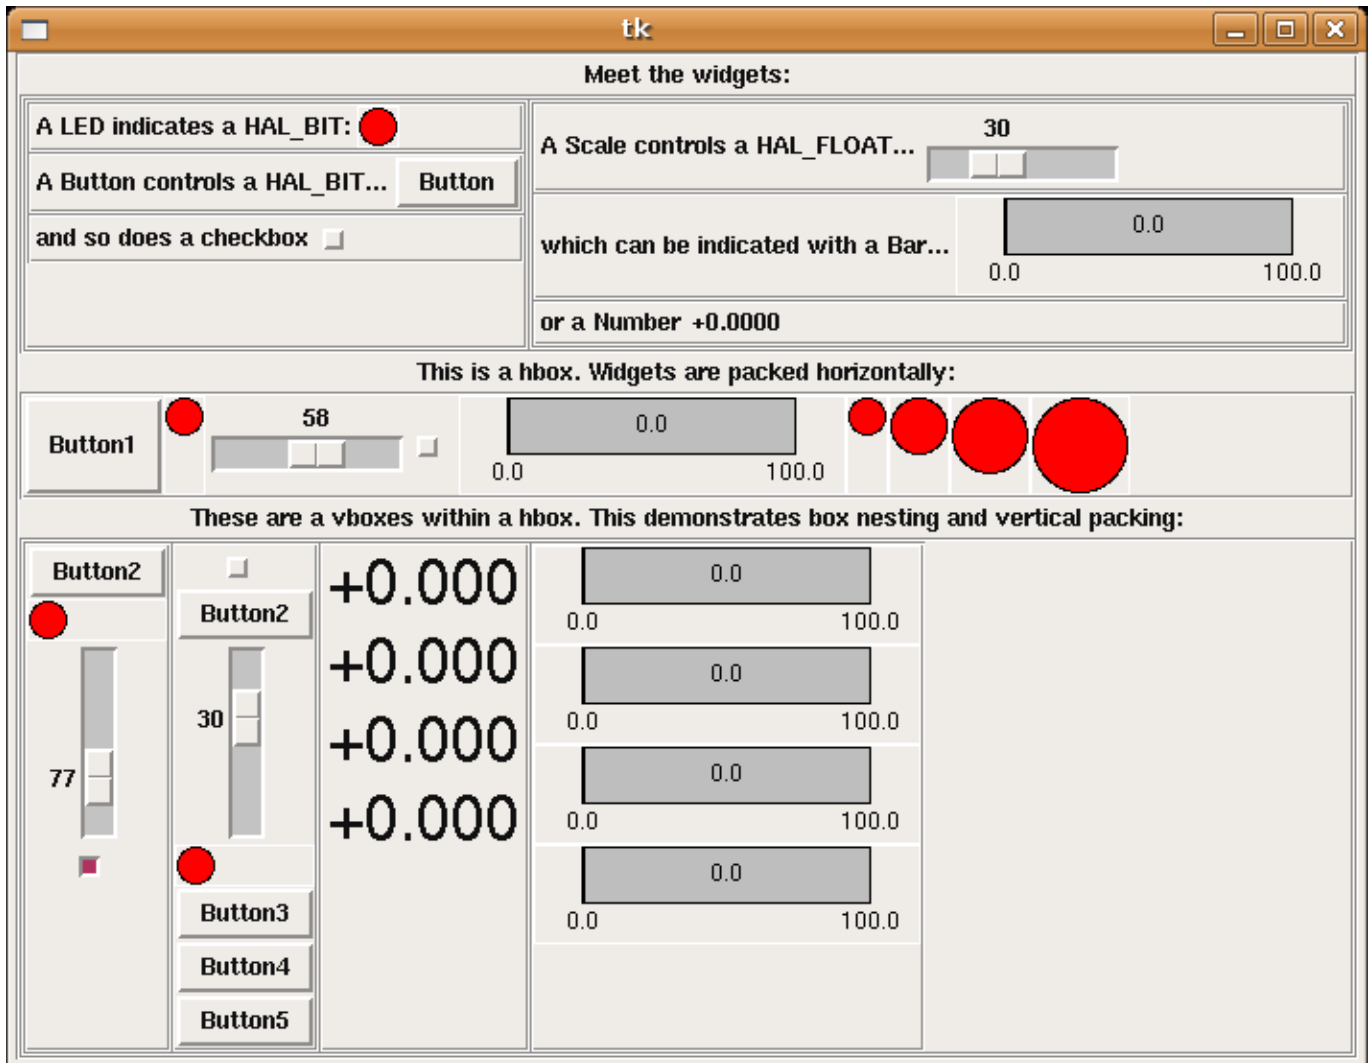 tk
Meet the widgets:
A LED indicates a HAL_BIT:
A Button controls a HAL_BIT... Button
and so does a checkbox
30
A Scale controls a HAL_FLOAT...
0.0
which can be indicated with a Bar...
0.0 100.0
or a Number +0.0000
This is a hbox. Widgets are packed horizontally:
Button1
58
0.0
0.0 100.0
These are a vboxes within a hbox. This demonstrates box nesting and vertical packing:
Button2
77
Button2
30
Button3
Button4
Button5
+0.000
+0.000
+0.000
+0.000
0.0
0.0 100.0
0.0
0.0 100.0
0.0
0.0 100.0
0.0
0.0 100.0